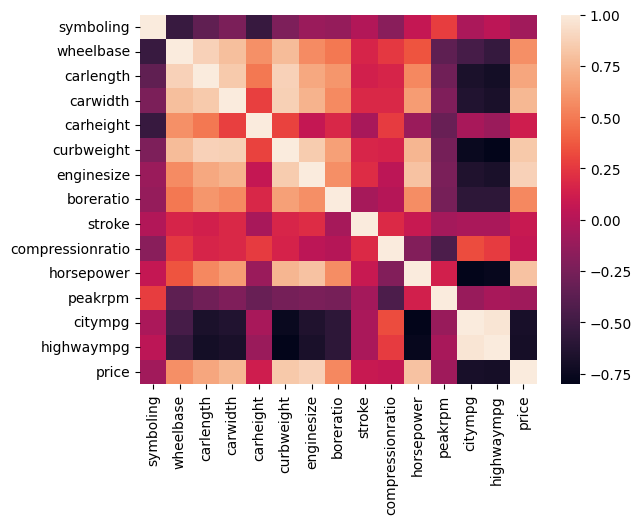 symboling
wheelbase
carlength
carwidth
carheight
curbweight
enginesize
boreratio
stroke
compressionratio
horsepower
peakrpm
citympg
highwaympg
price
symboling
wheelbase
carlength
carwidth
carheight
curbweight
enginesize
boreratio
stroke
compressionratio
horsepower
peakrpm
citympg
highwaympg
price
1.00
0.75
0.50
0.25
0.00
−0.25
−0.50
−0.75